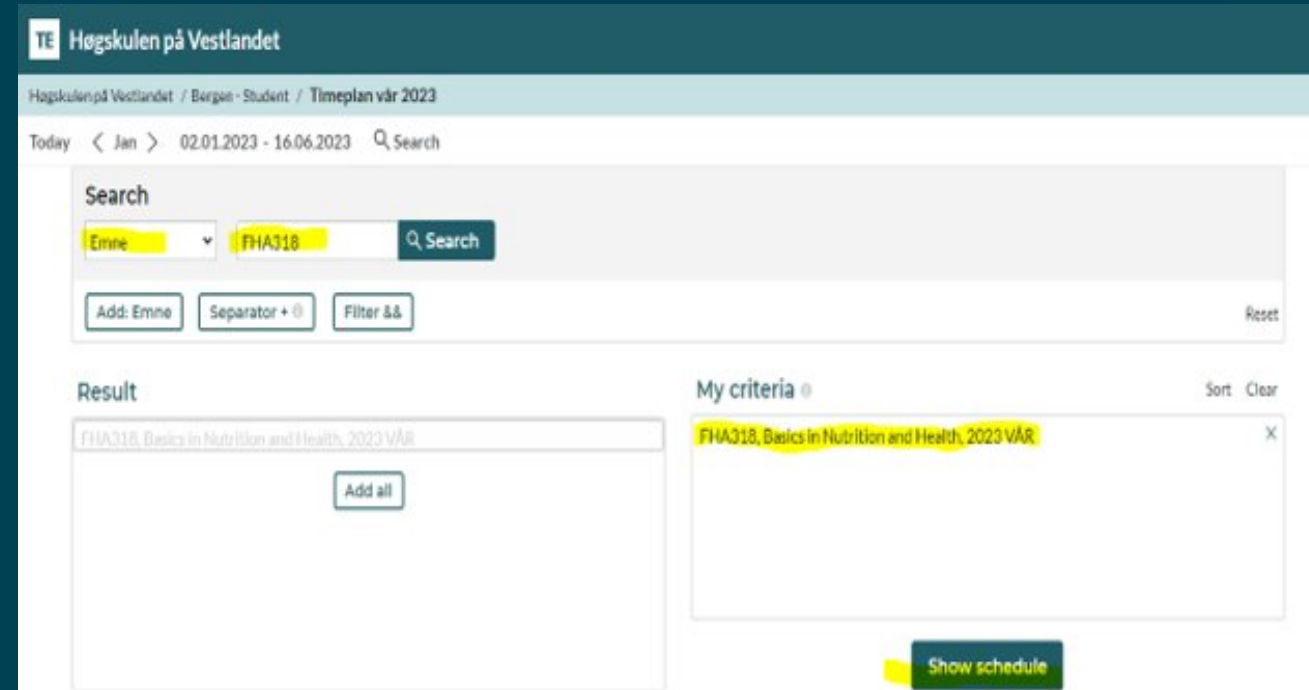 TE Høgskulen på Vestlandet
Høgskulen på Vestlandet / Bergen - Student / Timeplan vår 2023
Today < Jan > 02.01.2023 - 16.06.2023 Search
Search
Emne FHA318 Search
Add: Emne Separator + Filter && Reset
Result
FHA318, Basics in Nutrition and Health, 2023 VÅR
Add all
My criteria Sort Clear
FHA318, Basics in Nutrition and Health, 2023 VÅR X
Show schedule